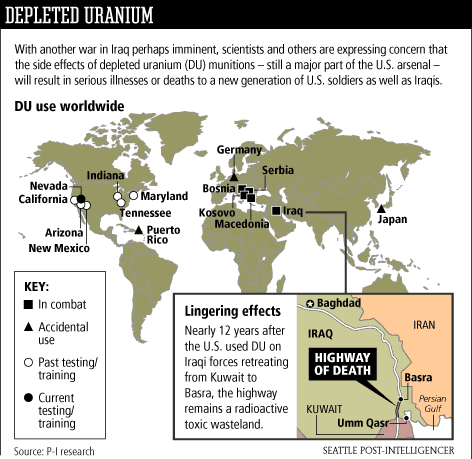 DEPLETED URANIUM
With another war in Iraq perhaps imminent, scientists and others are expressing concern that
the side effects of depleted uranium (DU) munitions – still a major part of the U.S. arsenal –
will result in serious illnesses or deaths to a new generation of U.S. soldiers as well as Iraqis.
DU use worldwide
Germany
Serbia
Indiana
Nevada
California
Maryland
Bosnia
Tennessee
Kosovo
Macedonia
Iraq
Japan
Arizona
New Mexico
Puerto
Rico
KEY:
In combat
Accidental
use
Past testing/
training
Current
testing/
training
Lingering effects
Nearly 12 years after
the U.S. used DU on
Iraqi forces retreating
from Kuwait to
Basra, the highway
remains a radioactive
toxic wasteland.
Baghdad
IRAN
IRAQ
HIGHWAY
OF DEATH
Basra
Persian
Gulf
KUWAIT
Umm Qasr
Source: P-I research
SEATTLE POST-INTELLIGENCER